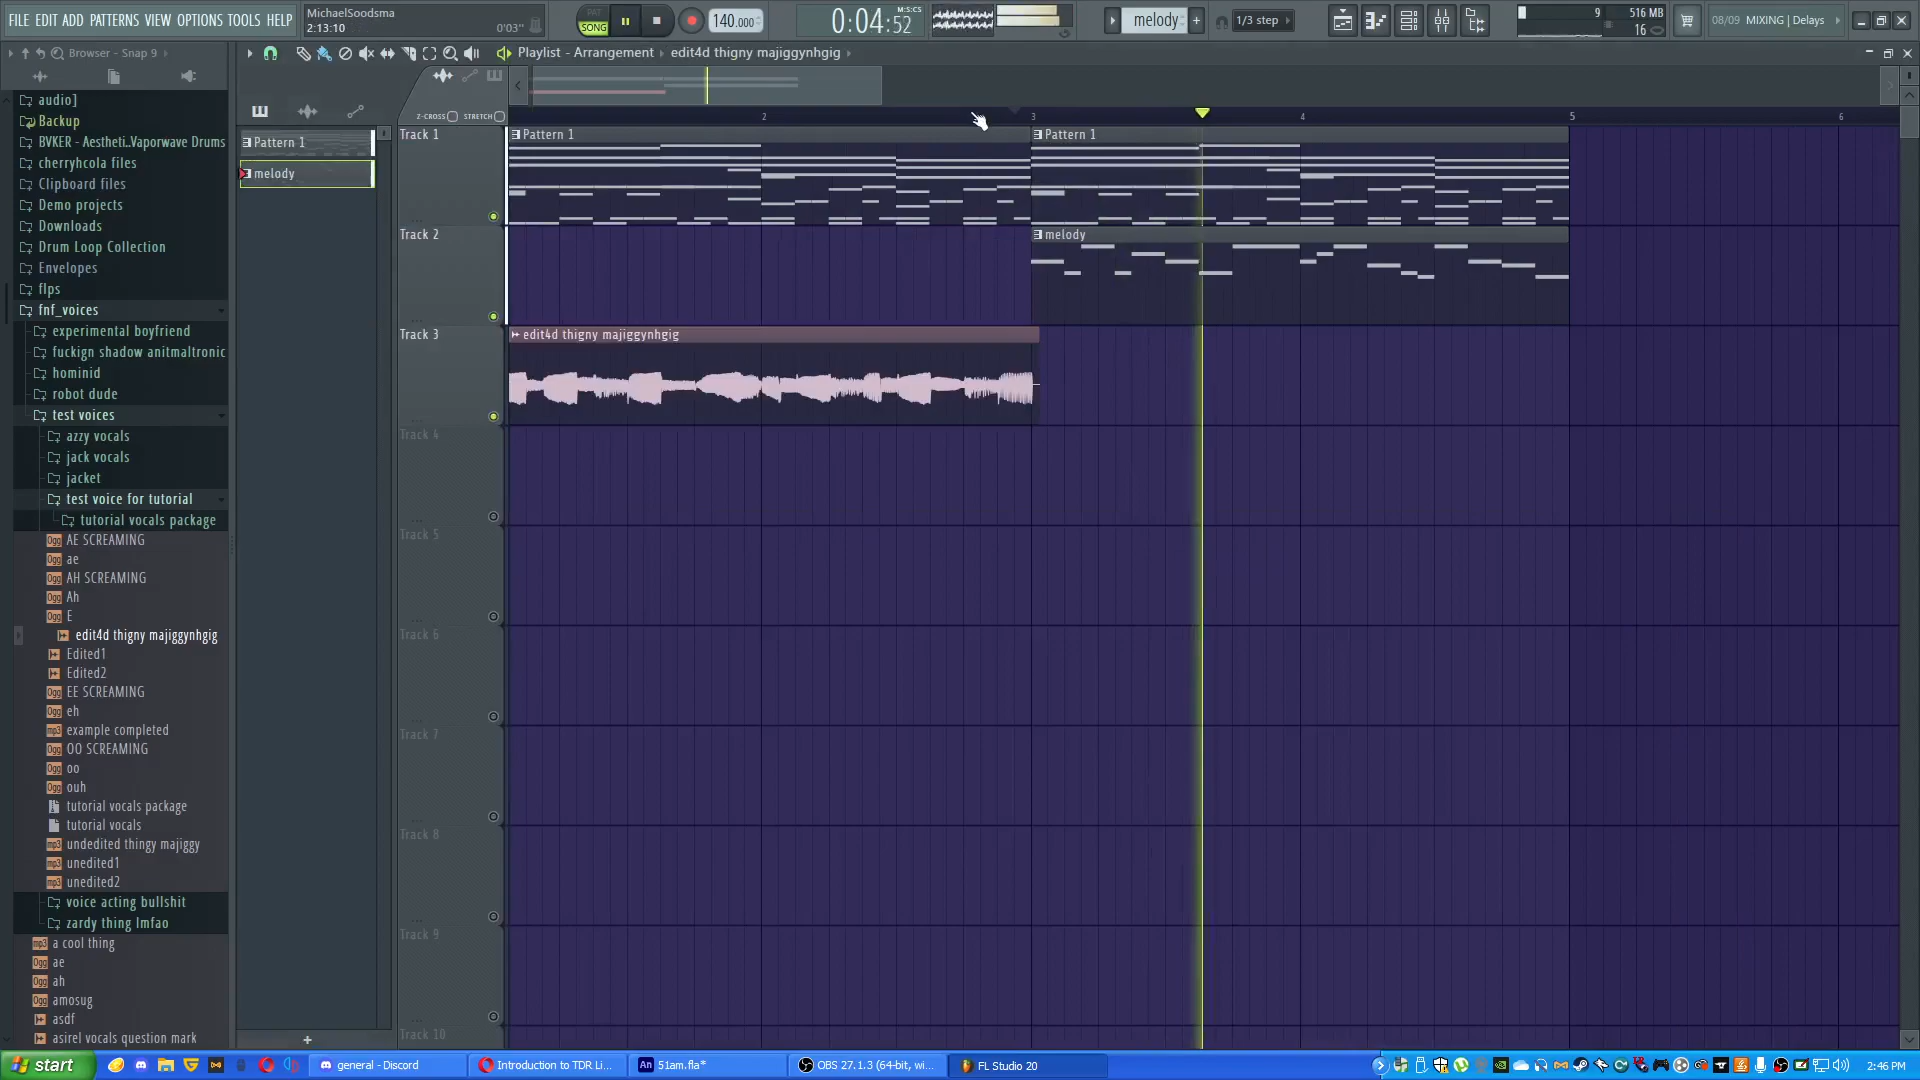 FILE EDIT ADD PATTERNS VIEW OPTIONS TOOLS HELP
MichaelSoodsma
2:13:10
0'03"
PAT
SONG
140.000
0:04:52
M:S:CS
melody
+
1/3 step
9
516 MB
16
08/09 MIXING | Delays
Browser - Snap 9
Playlist - Arrangement
edit4d thigny majiggynhgig
Z-CROSS
STRETCH
2
3
4
5
6
audio]
Backup
BVKER - Aestheti..Vaporwave Drums
cherryhcola files
Clipboard files
Demo projects
Downloads
Drum Loop Collection
Envelopes
flps
fnf_voices
experimental boyfriend
fuckign shadow anitmaltronic
hominid
robot dude
test voices
azzy vocals
jack vocals
jacket
test voice for tutorial
tutorial vocals package
AE SCREAMING
ae
AH SCREAMING
Ah
E
edit4d thigny majiggynhgig
Edited1
Edited2
EE SCREAMING
eh
example completed
OO SCREAMING
oo
ouh
tutorial vocals package
tutorial vocals
undedited thingy majiggy
unedited1
unedited2
voice acting bullshit
zardy thing lmfao
a cool thing
ae
ah
amosug
asdf
asirel vocals question mark
Pattern 1
melody
+
Track 1
Pattern 1
Pattern 1
Track 2
melody
Track 3
edit4d thigny majiggynhgig
Track 4
Track 5
Track 6
Track 7
Track 8
Track 9
Track 10
start
general - Discord
Introduction to TDR Li...
An
51am.fla*
OBS 27.1.3 (64-bit, wi...
FL Studio 20
2:46 PM